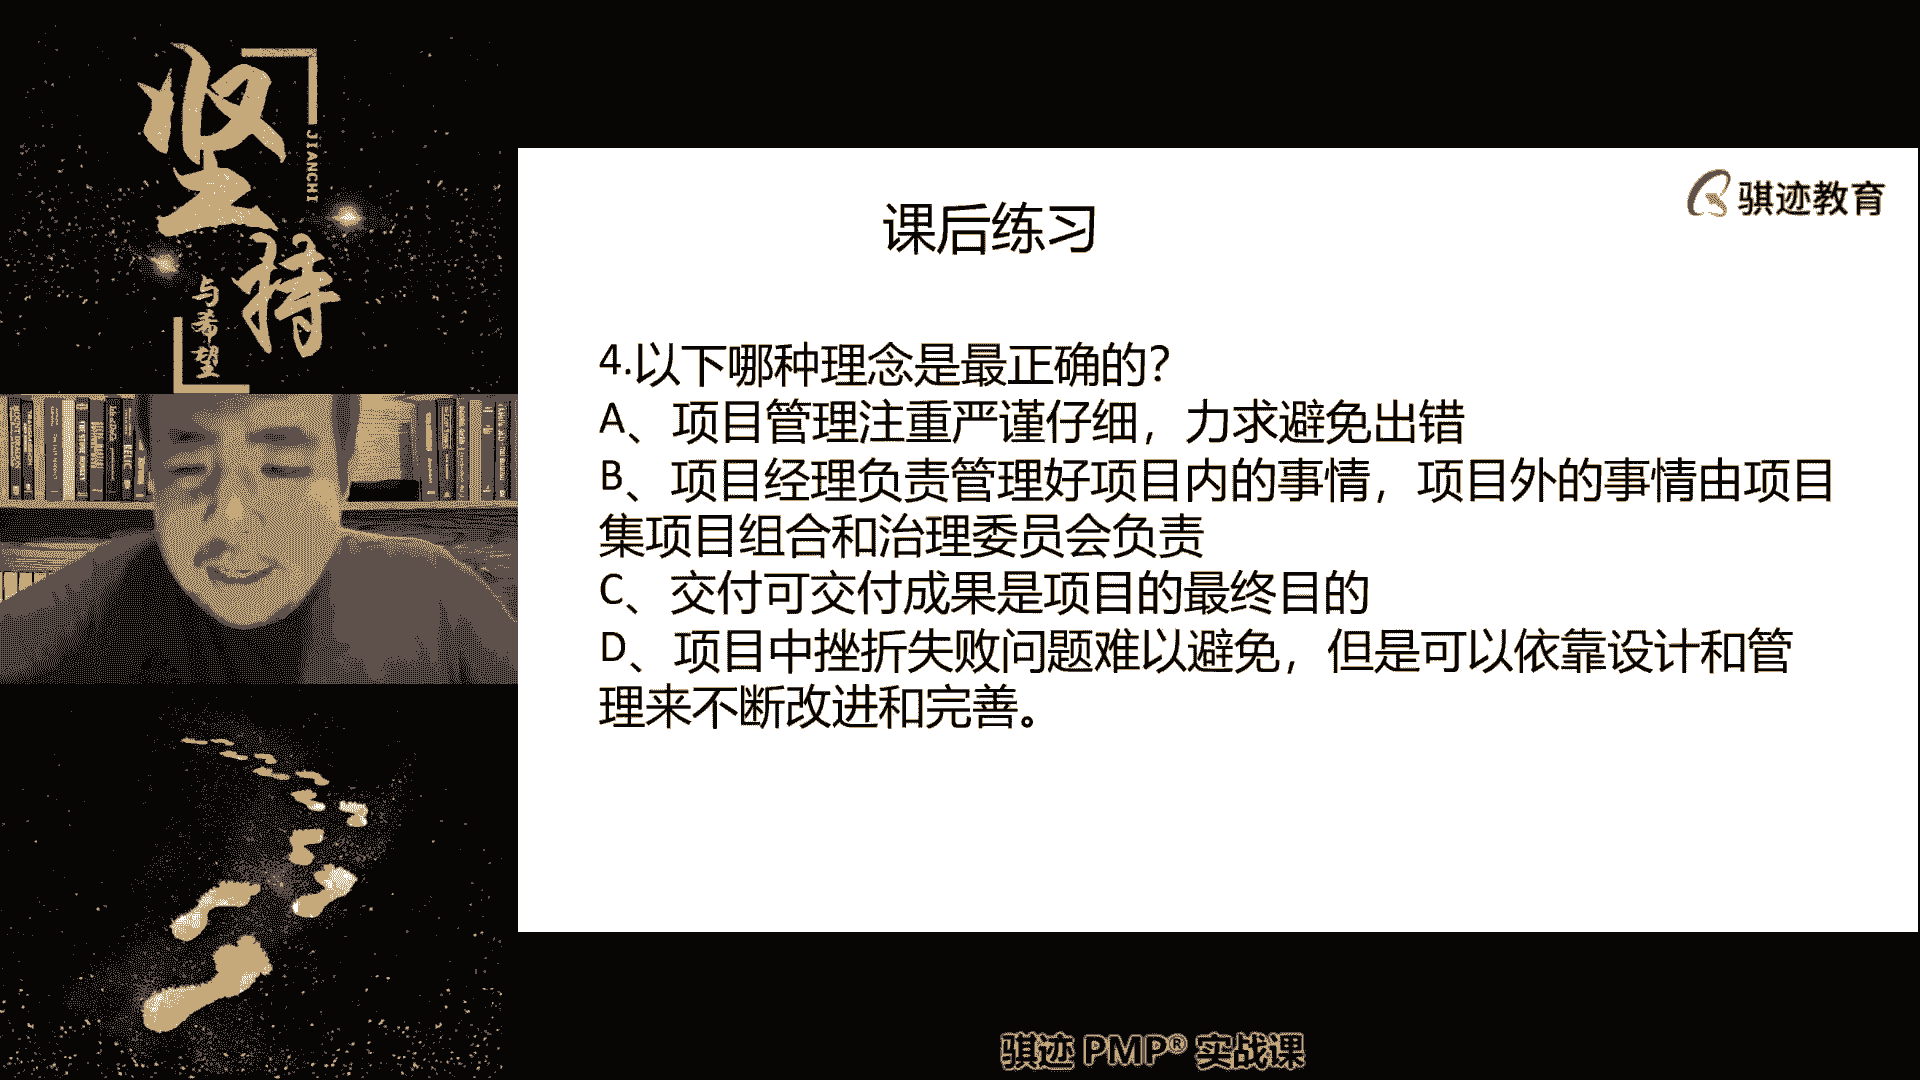 坚持
JIANCHI
与希望
骐迹教育
课后练习
4.以下哪种理念是最正确的?
A、项目管理注重严谨仔细，力求避免出错
B、项目经理负责管理好项目内的事情，项目外的事情由项目
集项目组合和治理委员会负责
C、交付可交付成果是项目的最终目的
D、项目中挫折失败问题难以避免，但是可以依靠设计和管
理来不断改进和完善。
骐迹 PMP® 实战课